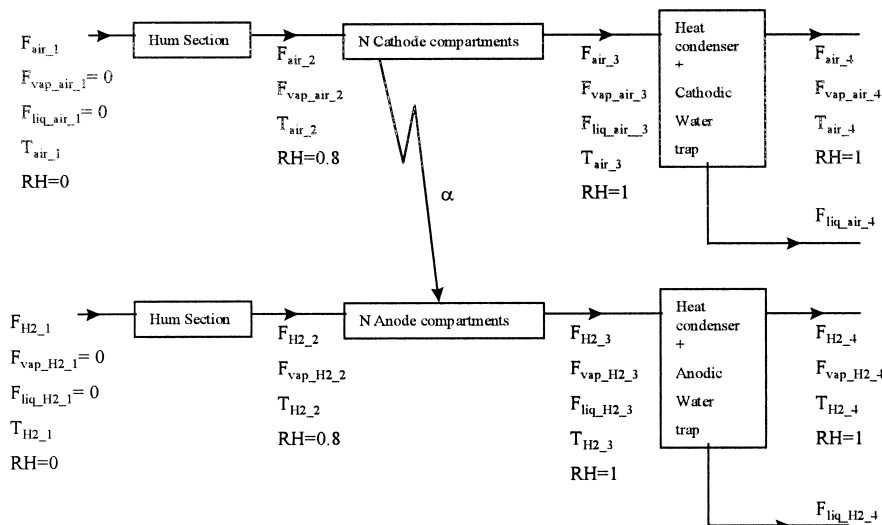 F_air_1
F_vap_air_1= 0
F_liq_air_1= 0
T_air_1
RH=0
Hum Section
F_air_2
F_vap_air_2
T_air_2
RH=0.8
N Cathode compartments
α
F_air_3
F_vap_air_3
F_liq_air__3
T_air_3
RH=1
Heat
condenser
+
Cathodic
Water
trap
F_air_4
F_vap_air_4
T_air_4
RH=1
F_liq_air_4
F_H2_1
F_vap_H2_1= 0
F_liq_H2_1= 0
T_H2_1
RH=0
Hum Section
F_H2_2
F_vap_H2_2
T_H2_2
RH=0.8
N Anode compartments
F_H2_3
F_vap_H2_3
F_liq_H2_3
T_H2_3
RH=1
Heat
condenser
+
Anodic
Water
trap
F_H2_4
F_vap_H2_4
T_H2_4
RH=1
F_liq_H2_4